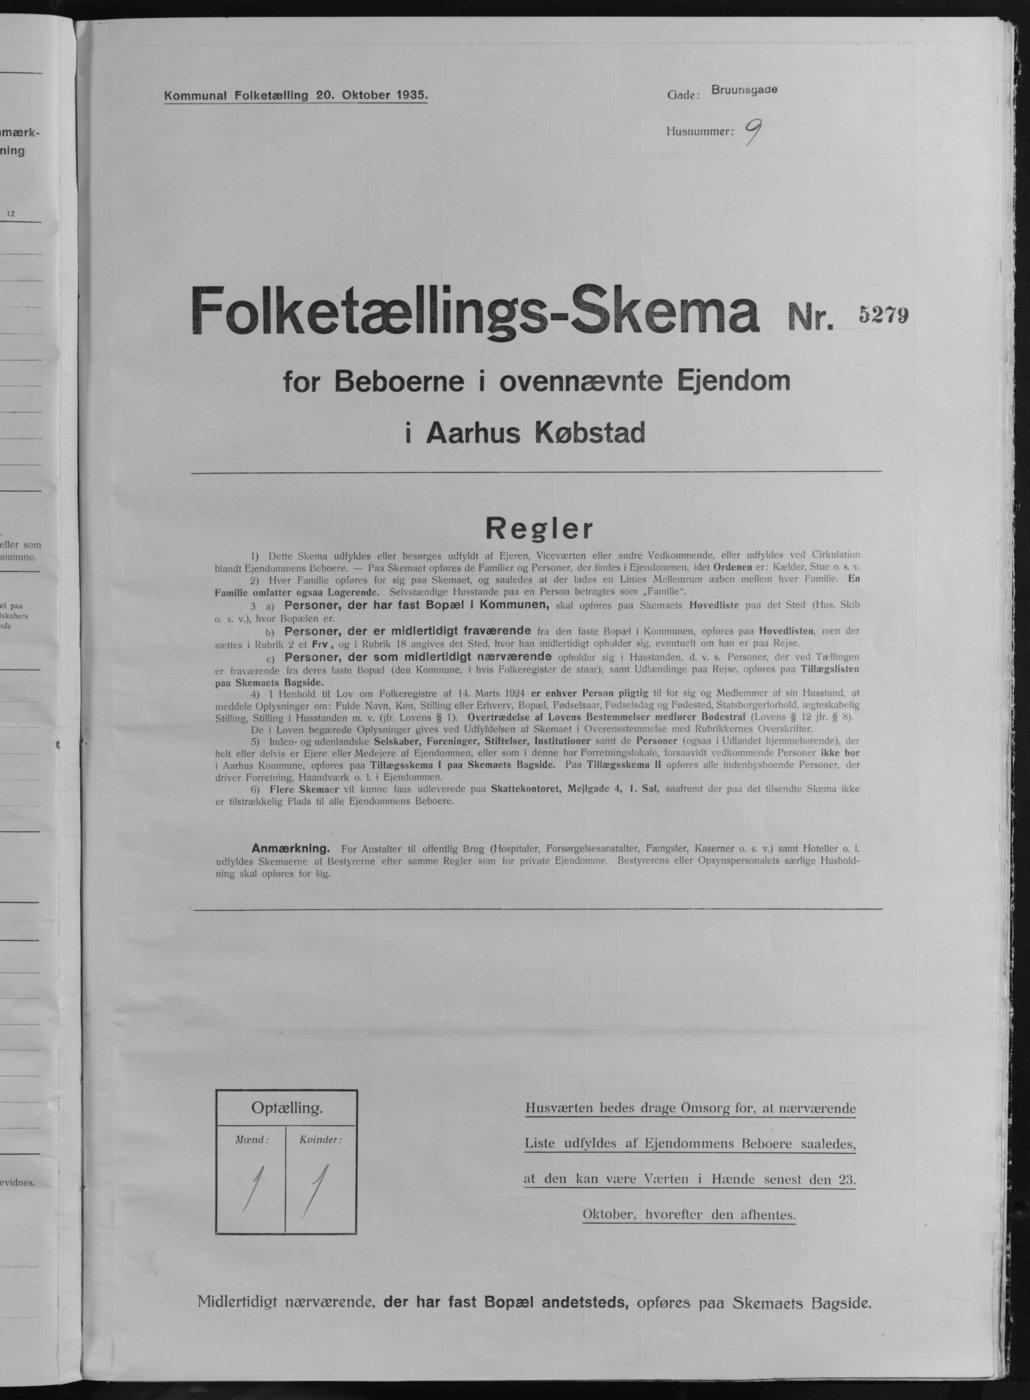 mærk-
ning
12
eller som
ommune.
el paa
lskabers
nde
evidnes.
Kommunal Folketælling 20. Oktober 1935.
Gade: Bruunsgade
Husnummer: 9
Folketællings-Skema Nr. 5279
for Beboerne i ovennævnte Ejendom
i Aarhus Købstad
Regler
1) Dette Skema udfyldes eller besørges udfyldt af Ejeren, Viceværten eller andre Vedkommende, eller udfyldes ved Cirkulation
blandt Ejendommens Beboere. — Paa Skemaet opføres de Familier og Personer, der findes i Ejendommen, idet Ordenen er: Kælder, Stue o. s. v.
2) Hver Familie opføres for sig paa Skemaet, og saaledes at der lades en Linies Mellemrum aaben mellem hver Familie. En
Familie omfatter ogsaa Logerende. Selvstændige Husstande paa en Person betragtes som „Familie“.
3 a) Personer, der har fast Bopæl i Kommunen, skal opføres paa Skemaets Hovedliste paa det Sted (Hus, Skib
o. s. v.), hvor Bopælen er.
b) Personer, der er midlertidigt fraværende fra den faste Bopæl i Kommunen, opføres paa Hovedlisten, men der
sættes i Rubrik 2 et Frv, og i Rubrik 18 angives det Sted, hvor han midlertidigt opholder sig, eventuelt om han er paa Rejse.
c) Personer, der som midlertidigt nærværende opholder sig i Husstanden, d. v. s. Personer, der ved Tællingen
er fraværende fra deres faste Bopæl (den Kommune, i hvis Folkeregister de staar), samt Udlændinge paa Rejse, opføres paa Tillægslisten
paa Skemaets Bagside.
4) I Henhold til Lov om Folkeregistre af 14. Marts 1924 er enhver Person pligtig til for sig og Medlemmer af sin Husstand, at
meddele Oplysninger om: Fulde Navn, Køn, Stilling eller Erhverv, Bopæl, Fødselsaar, Fødselsdag og Fødested, Statsborgerforhold, ægteskabelig
Stilling, Stilling i Husstanden m. v. (jfr. Lovens § 1). Overtrædelse af Lovens Bestemmelser medfører Bødestraf (Lovens § 12 jfr. § 8).
De i Loven begærede Oplysninger gives ved Udfyldelsen af Skemaet i Overensstemmelse med Rubrikkernes Overskrifter.
5) Inden- og udenlandske Selskaber, Foreninger, Stiftelser, Institutioner samt de Personer (ogsaa i Udlandet hjemmehørende), der
helt eller delvis er Ejere eller Medejere af Ejendommen, eller som i denne har Forretningslokale, forsaavidt vedkommende Personer ikke bor
i Aarhus Kommune, opføres paa Tillægsskema I paa Skemaets Bagside. Paa Tillægsskema II opføres alle indenbysboende Personer, der
driver Forretning, Haandværk o. l. i Ejendommen.
6) Flere Skemaer vil kunne faas udleverede paa Skattekontoret, Mejlgade 4, 1. Sal, saafremt der paa det tilsendte Skema ikke
er tilstrækkelig Plads til alle Ejendommens Beboere.
Anmærkning. For Anstalter til offentlig Brug (Hospitaler, Forsørgelsesanstalter, Fængsler, Kaserner o. s. v.) samt Hoteller o. l.
udfyldes Skemaerne af Bestyrerne efter samme Regler som for private Ejendomme. Bestyrerens eller Opsynspersonalets særlige Hushold-
ning skal opføres for sig.
Optælling.
Mænd: Kvinder:
1 1
Husværten bedes drage Omsorg for, at nærværende
Liste udfyldes af Ejendommens Beboere saaledes,
at den kan være Værten i Hænde senest den 23.
Oktober, hvorefter den afhentes.
Midlertidigt nærværende, der har fast Bopæl andetsteds, opføres paa Skemaets Bagside.